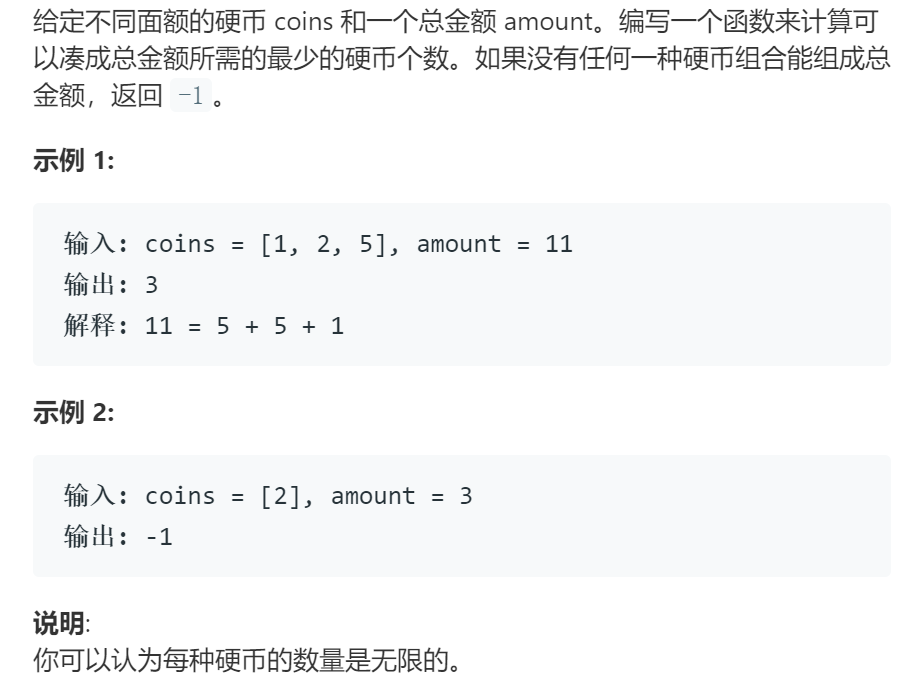 给定不同面额的硬币 coins 和一个总金额 amount。编写一个函数来计算可
以凑成总金额所需的最少的硬币个数。如果没有任何一种硬币组合能组成总
金额，返回 -1 。
示例 1:
输入: coins = [1, 2, 5], amount = 11
输出: 3
解释: 11 = 5 + 5 + 1
示例 2:
输入: coins = [2], amount = 3
输出: -1
说明:
你可以认为每种硬币的数量是无限的。